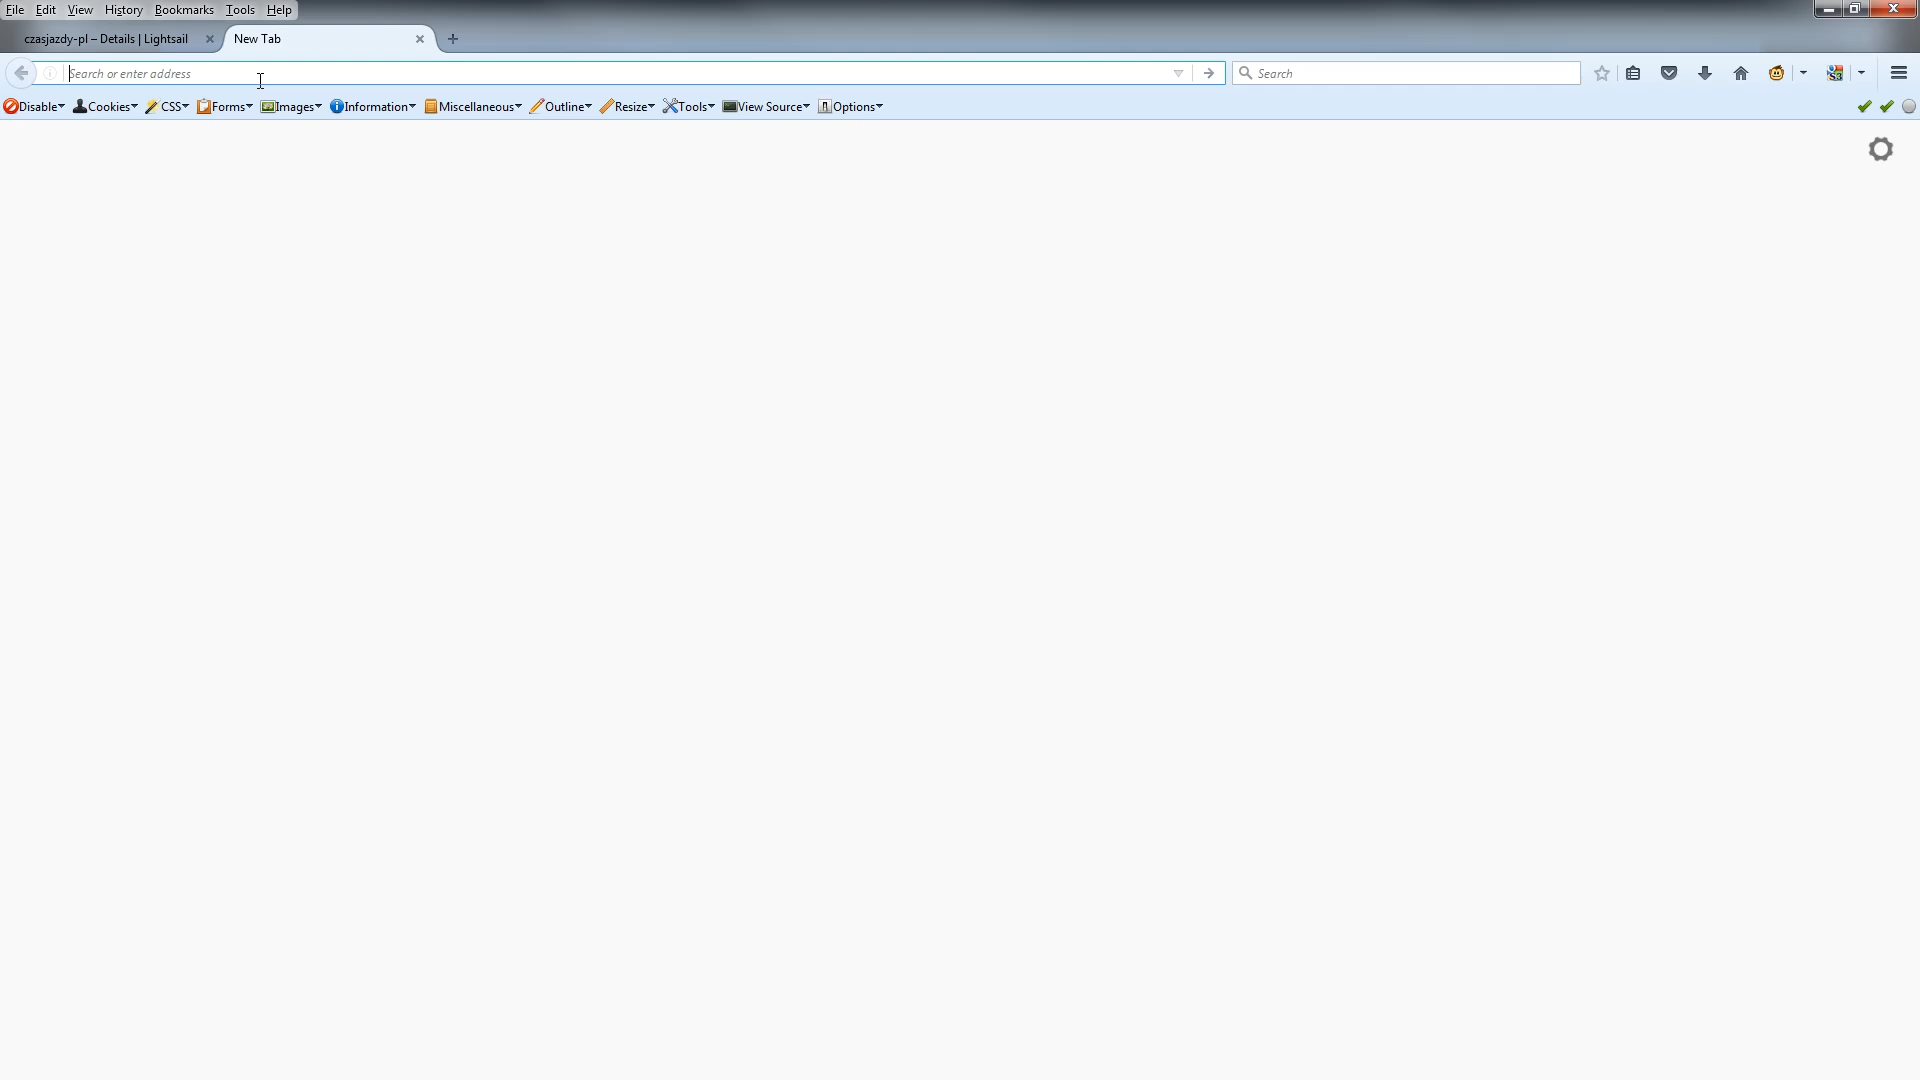 File Edit View History Bookmarks Tools Help
czasjazdy-pl – Details | Lightsail New Tab
Search or enter address Search
Disable Cookies CSS Forms Images Information Miscellaneous Outline Resize Tools View Source Options